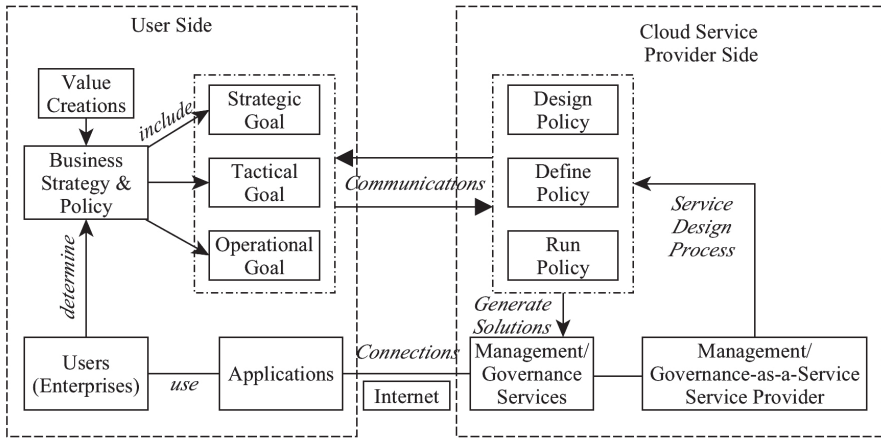 User Side
Value
Creations
include
Business
Strategy &
Policy
Strategic
Goal
Tactical
Goal
Operational
Goal
determine
Users
(Enterprises)
use
Applications
Communications
Connections
Internet
Cloud Service
Provider Side
Design
Policy
Define
Policy
Run
Policy
Service
Design
Process
Generate
Solutions
Management/
Governance
Services
Management/
Governance-as-a-Service
Service Provider